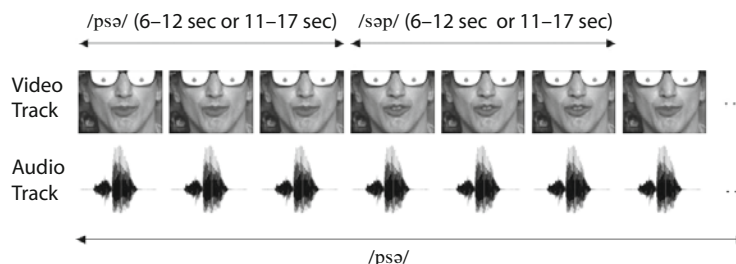 /psə/ (6–12 sec or 11–17 sec) /səp/ (6–12 sec or 11–17 sec)
Video
Track
Audio
Track
/psə/